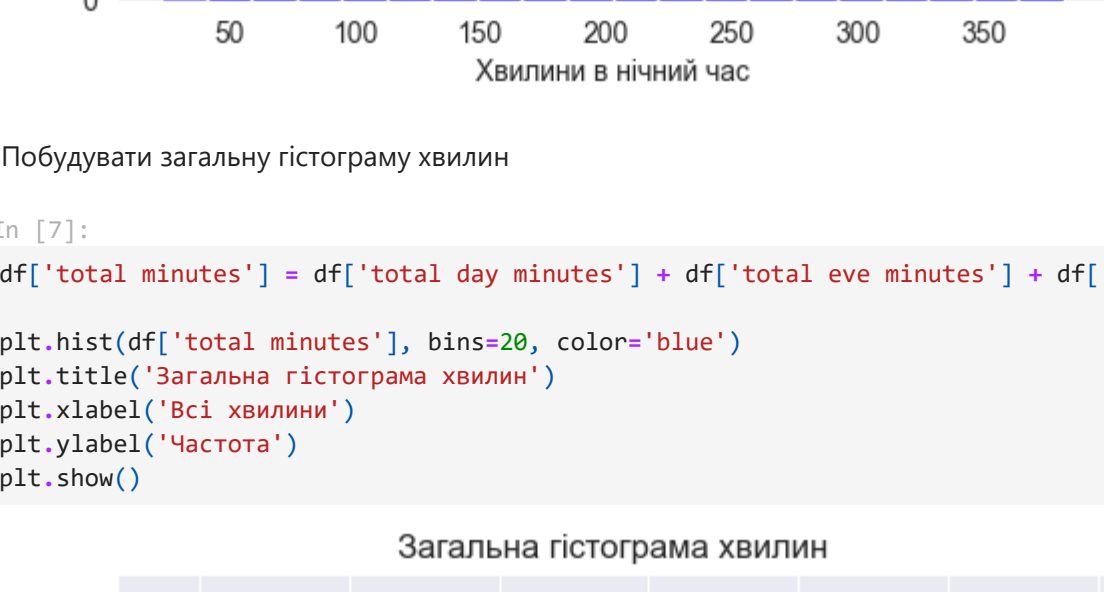 0
50 100 150 200 250 300 350
Хвилини в нічний час
Побудувати загальну гістограму хвилин
In [7]:
df['total minutes'] = df['total day minutes'] + df['total eve minutes'] + df[
plt.hist(df['total minutes'], bins=20, color='blue')
plt.title('Загальна гістограма хвилин')
plt.xlabel('Всі хвилини')
plt.ylabel('Частота')
plt.show()
Загальна гістограма хвилин